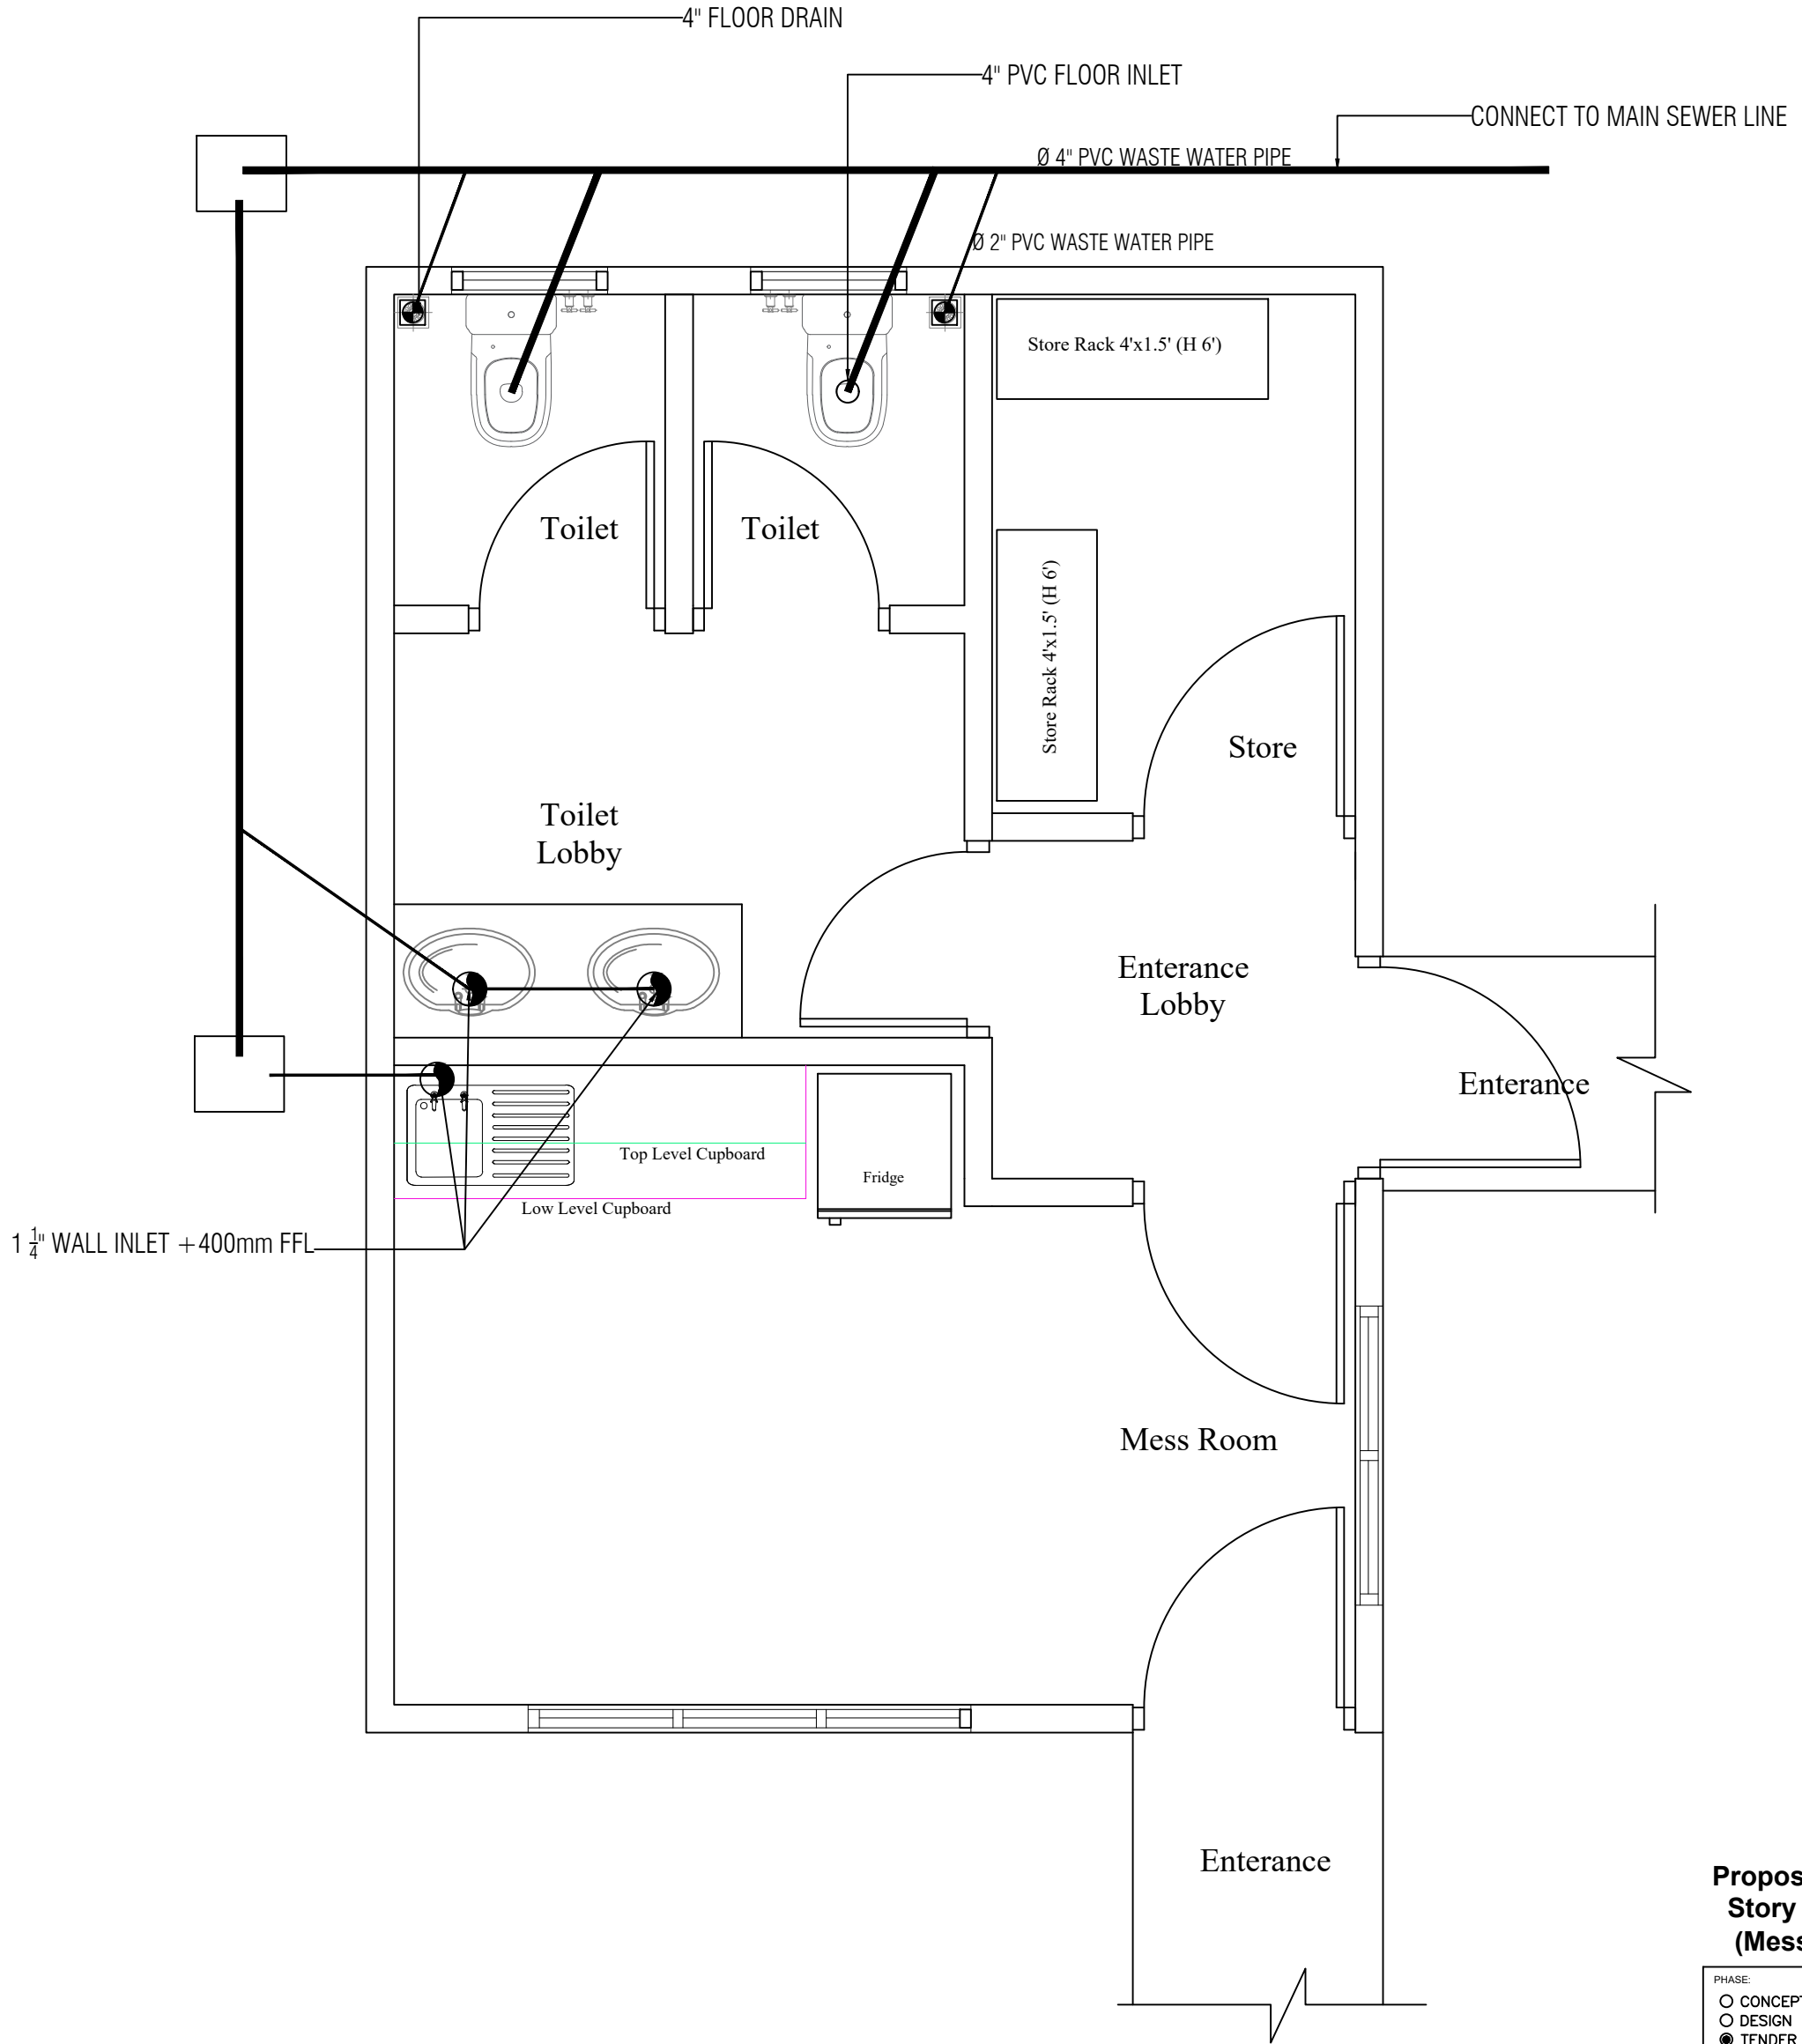 4" FLOOR DRAIN
4" PVC FLOOR INLET
CONNECT TO MAIN SEWER LINE
Ø 4" PVC WASTE WATER PIPE
Ø 2" PVC WASTE WATER PIPE
Store Rack 4'x1.5' (H 6')
Toilet
Toilet
Store Rack 4'x1.5' (H 6')
Store
Toilet
Lobby
Enterance
Lobby
Enterance
Top Level Cupboard
Fridge
Low Level Cupboard
1 1/4" WALL INLET +400mm FFL
Mess Room
Enterance
Propos
Story
(Mess
PHASE:
CONCEPT
DESIGN
TENDER